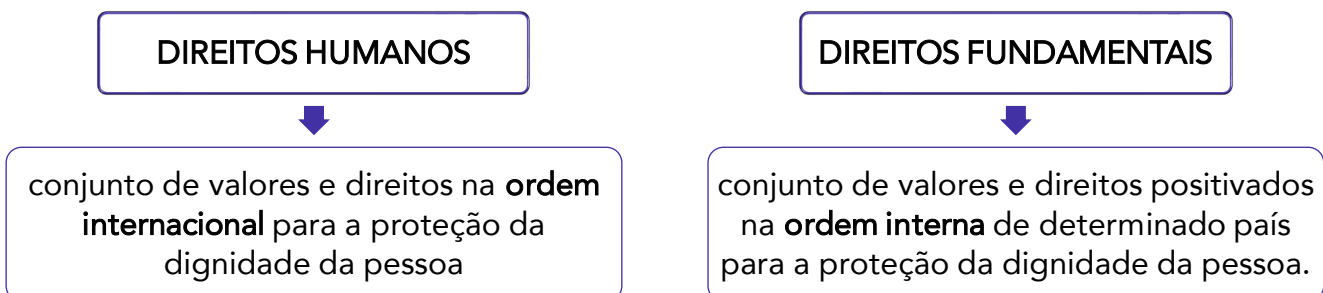 DIREITOS HUMANOS
conjunto de valores e direitos na ordem
internacional para a proteção da
dignidade da pessoa
DIREITOS FUNDAMENTAIS
conjunto de valores e direitos positivados
na ordem interna de determinado país
para a proteção da dignidade da pessoa.